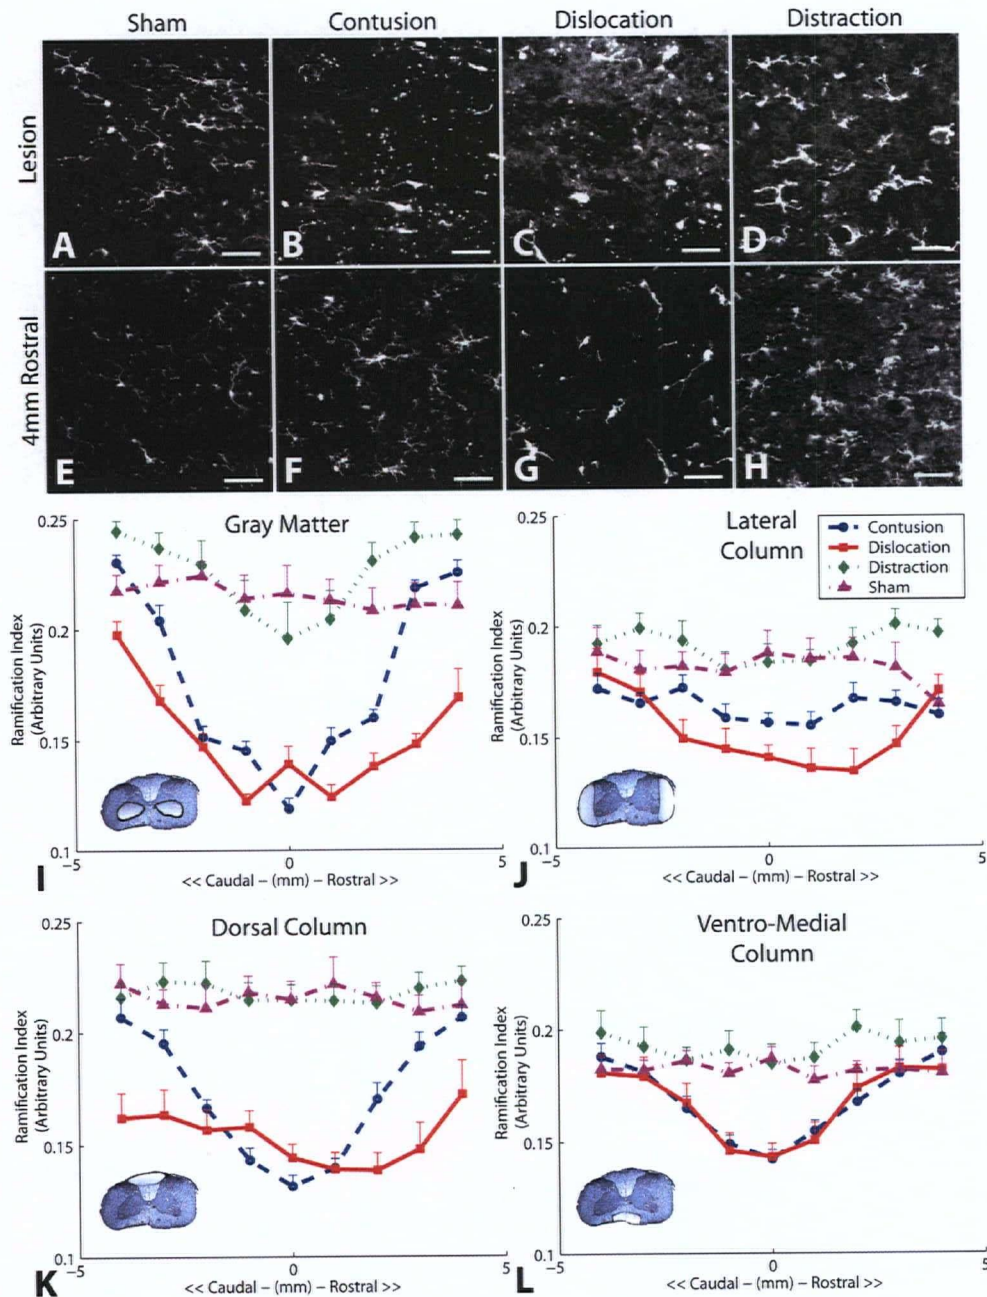 Sham Contusion Dislocation Distraction
Lesion
A B C D
4mm Rostral
E F G H
Gray Matter
Ramification Index
(Arbitrary Units)
0.25
0.2
0.15
0.1
-5 0 5
<< Caudal – (mm) – Rostral >>
I
Lateral
Column
Contusion
Dislocation
Distraction
Sham
Ramification Index
(Arbitrary Units)
0.25
0.2
0.15
0.1
-5 0 5
<< Caudal – (mm) – Rostral >>
J
Dorsal Column
Ramification Index
(Arbitrary Units)
0.25
0.2
0.15
0.1
-5 0 5
<< Caudal – (mm) – Rostral >>
K
Ventro-Medial
Column
Ramification Index
(Arbitrary Units)
0.25
0.2
0.15
0.1
-5 0 5
<< Caudal – (mm) – Rostral >>
L